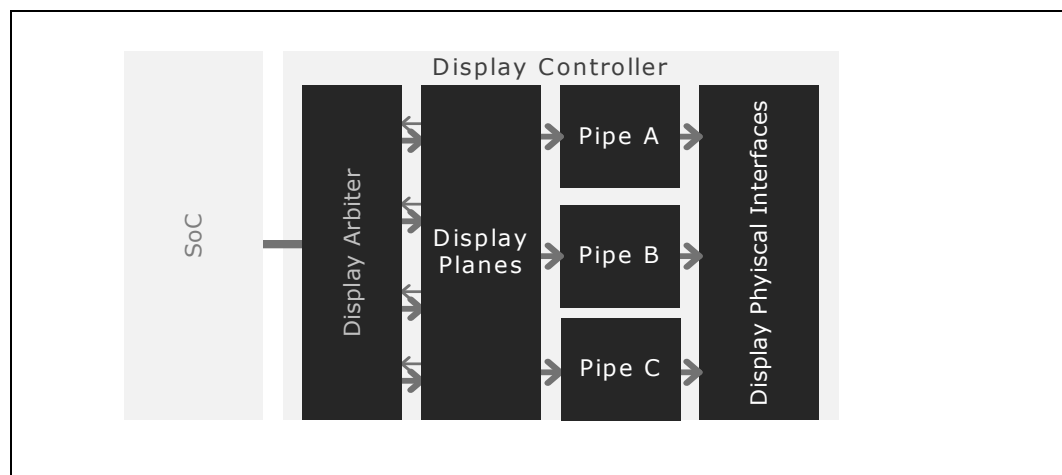 Display Controller
SoC
Display Arbiter
Display
Planes
Pipe A
Pipe B
Pipe C
Display Phyiscal Interfaces